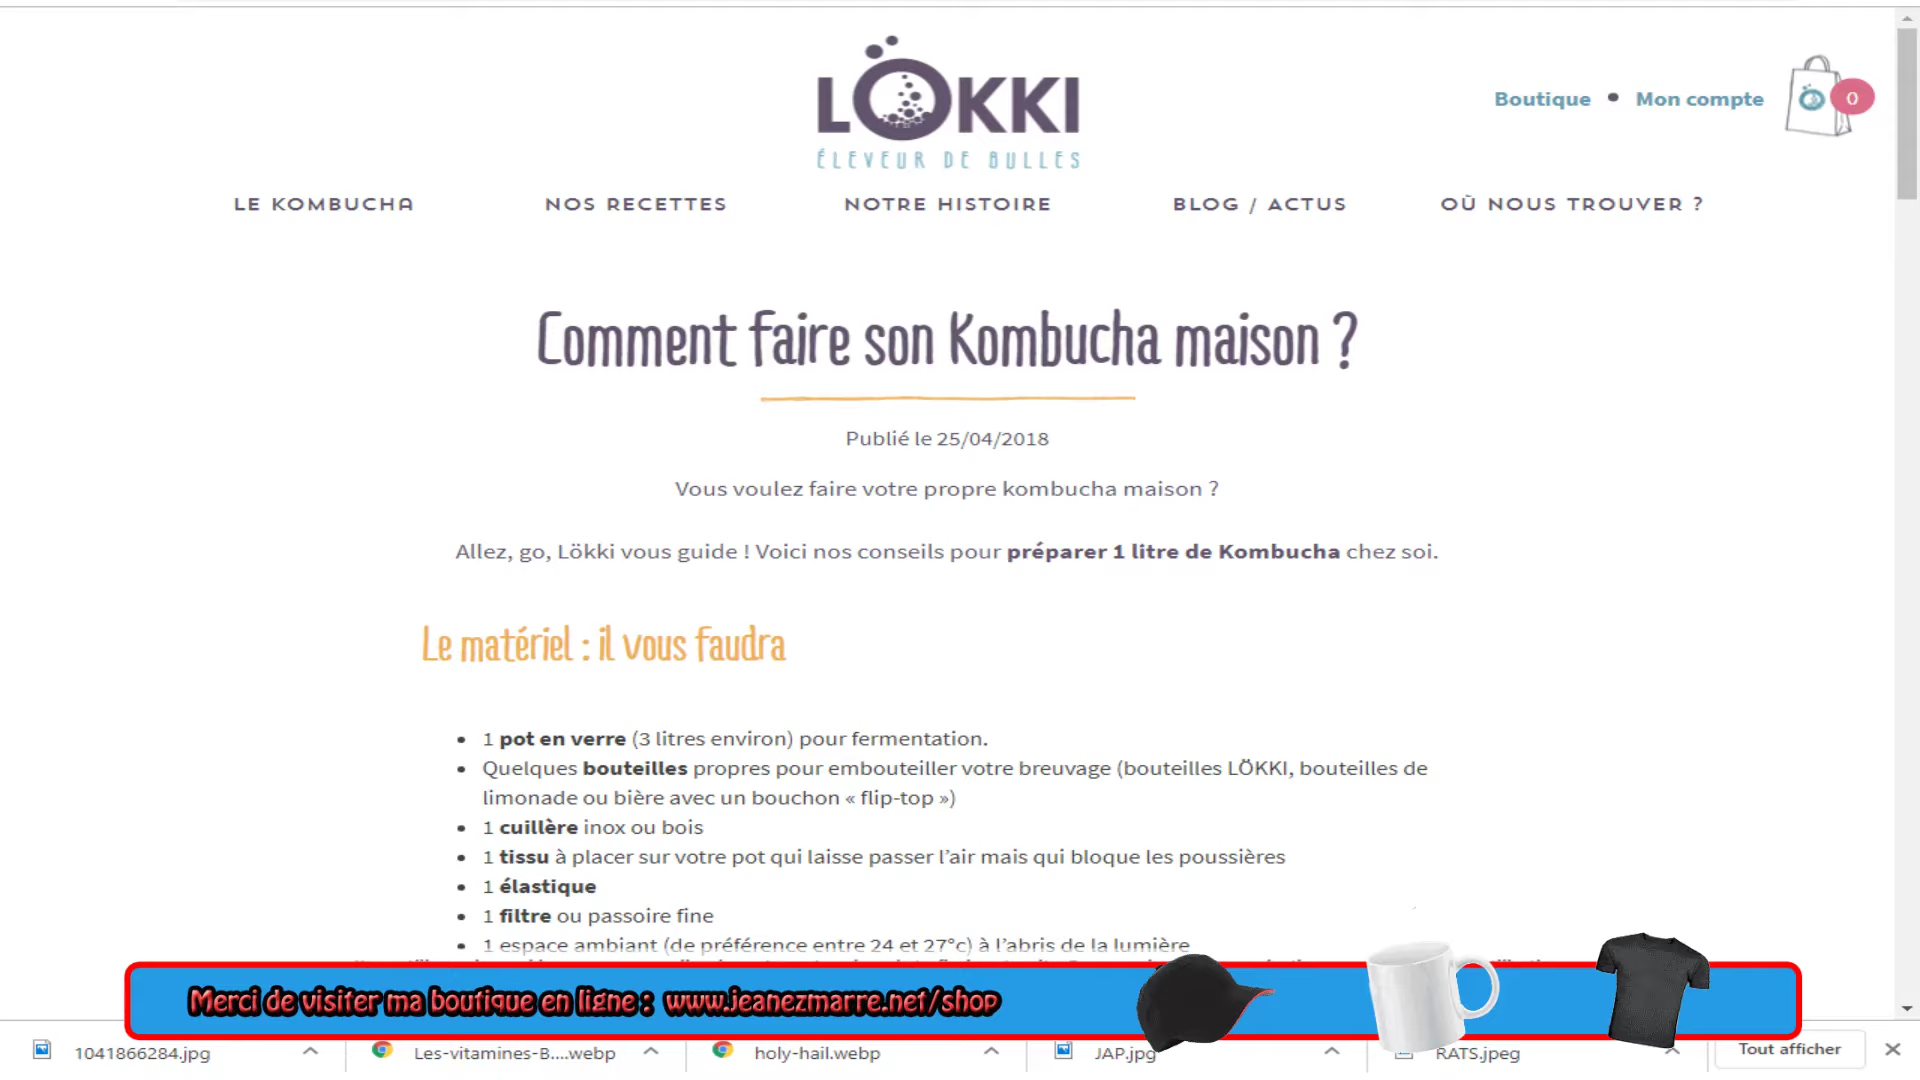 LÖKKI
ÉLEVEUR DE BULLES
Boutique • Mon compte
0
LE KOMBUCHA
NOS RECETTES
NOTRE HISTOIRE
BLOG / ACTUS
OÙ NOUS TROUVER ?
Comment faire son Kombucha maison ?
Publié le 25/04/2018
Vous voulez faire votre propre kombucha maison ?
Allez, go, Lökki vous guide ! Voici nos conseils pour préparer 1 litre de Kombucha chez soi.
Le matériel : il vous faudra
• 1 pot en verre (3 litres environ) pour fermentation.
• Quelques bouteilles propres pour embouteiller votre breuvage (bouteilles LÖKKI, bouteilles de
limonade ou bière avec un bouchon « flip-top »)
• 1 cuillère inox ou bois
• 1 tissu à placer sur votre pot qui laisse passer l’air mais qui bloque les poussières
• 1 élastique
• 1 filtre ou passoire fine
• 1 espace ambiant (de préférence entre 24 et 27°c) à l’abris de la lumière
Merci de visiter ma boutique en ligne : www.jeanezmarre.net/shop
1041866284.jpg
Les-vitamines-B....webp
holy-hail.webp
JAP.jpg
RATS.jpeg
Tout afficher